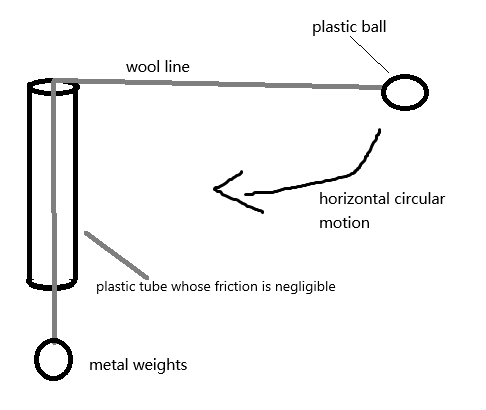 plastic ball
wool line
horizontal circular
motion
plastic tube whose friction is negligible
metal weights